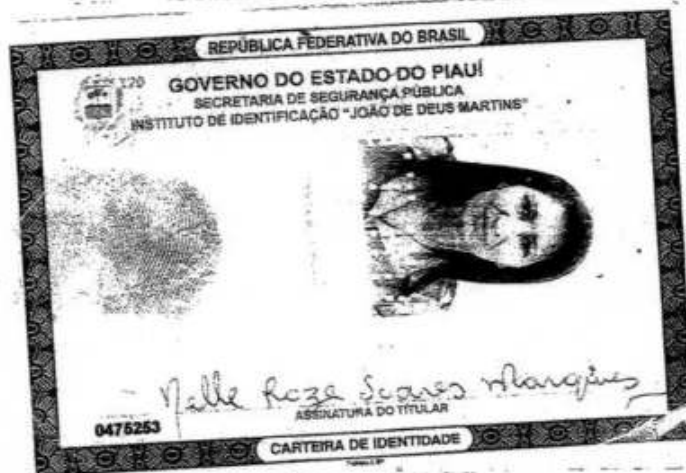 REPÚBLICA FEDERATIVA DO BRASIL
GOVERNO DO ESTADO DO PIAUÍ
SECRETARIA DE SEGURANÇA PÚBLICA
INSTITUTO DE IDENTIFICAÇÃO "JOÃO DE DEUS MARTINS"
Nelle Roze Soares Marques
ASSINATURA DO TITULAR
0475253
CARTEIRA DE IDENTIDADE